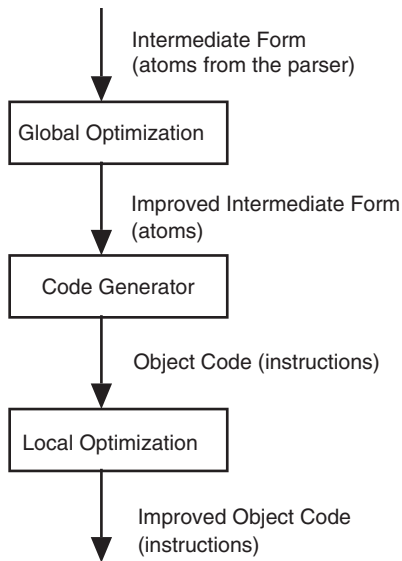 Intermediate Form
(atoms from the parser)
Global Optimization
Improved Intermediate Form
(atoms)
Code Generator
Object Code (instructions)
Local Optimization
Improved Object Code
(instructions)